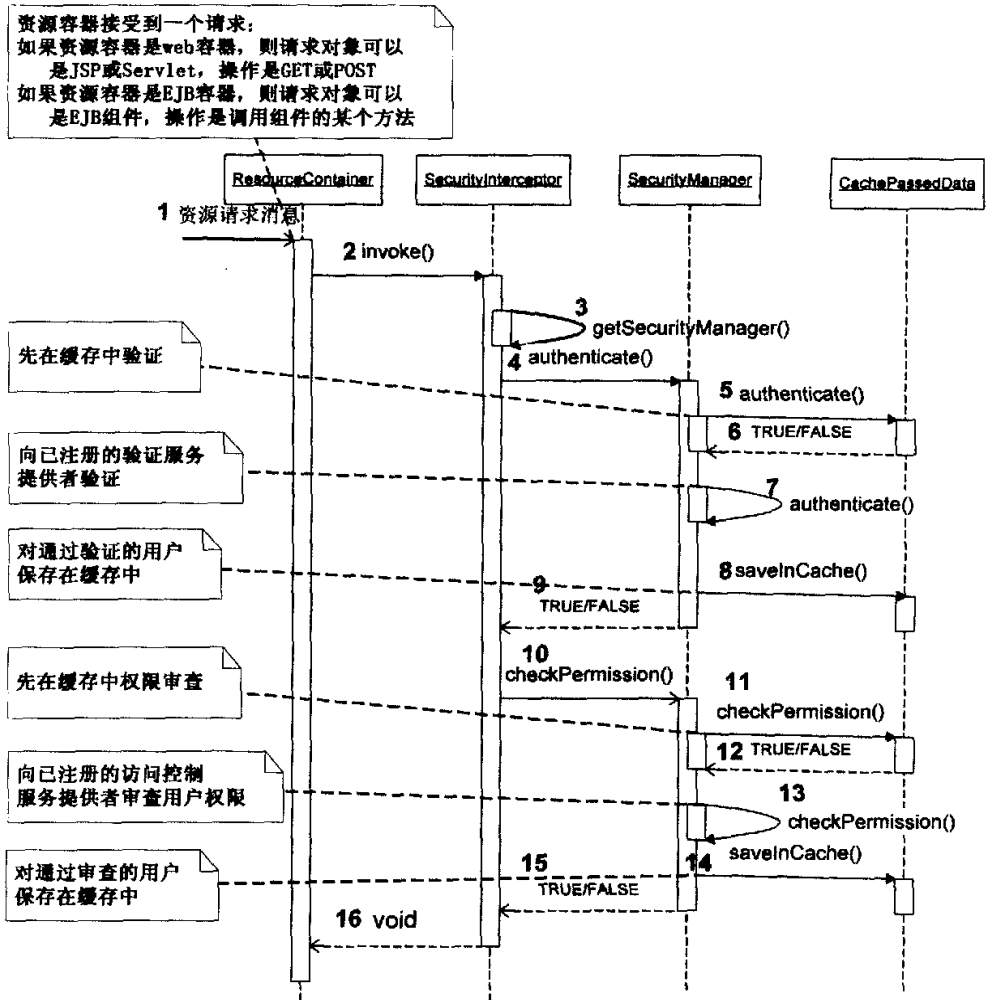 资源容器接受到一个请求：
如果资源容器是web容器，则请求对象可以
是JSP或Servlet，操作是GET或POST
如果资源容器是EJB容器，则请求对象可以
是EJB组件，操作是调用组件的某个方法
ResourceContainer
SecurityInterceptor
SecurityManager
CachePassedData
1 资源请求消息
2 invoke()
3 getSecurityManager()
先在缓存中验证
4 authenticate()
5 authenticate()
6 TRUE/FALSE
向已注册的验证服务
提供者验证
7 authenticate()
对通过验证的用户
保存在缓存中
8 saveInCache()
9 TRUE/FALSE
10 checkPermission()
先在缓存中权限审查
11 checkPermission()
12 TRUE/FALSE
向已注册的访问控制
服务提供者审查用户权限
13 checkPermission()
对通过审查的用户
保存在缓存中
14 saveInCache()
15 TRUE/FALSE
16 void